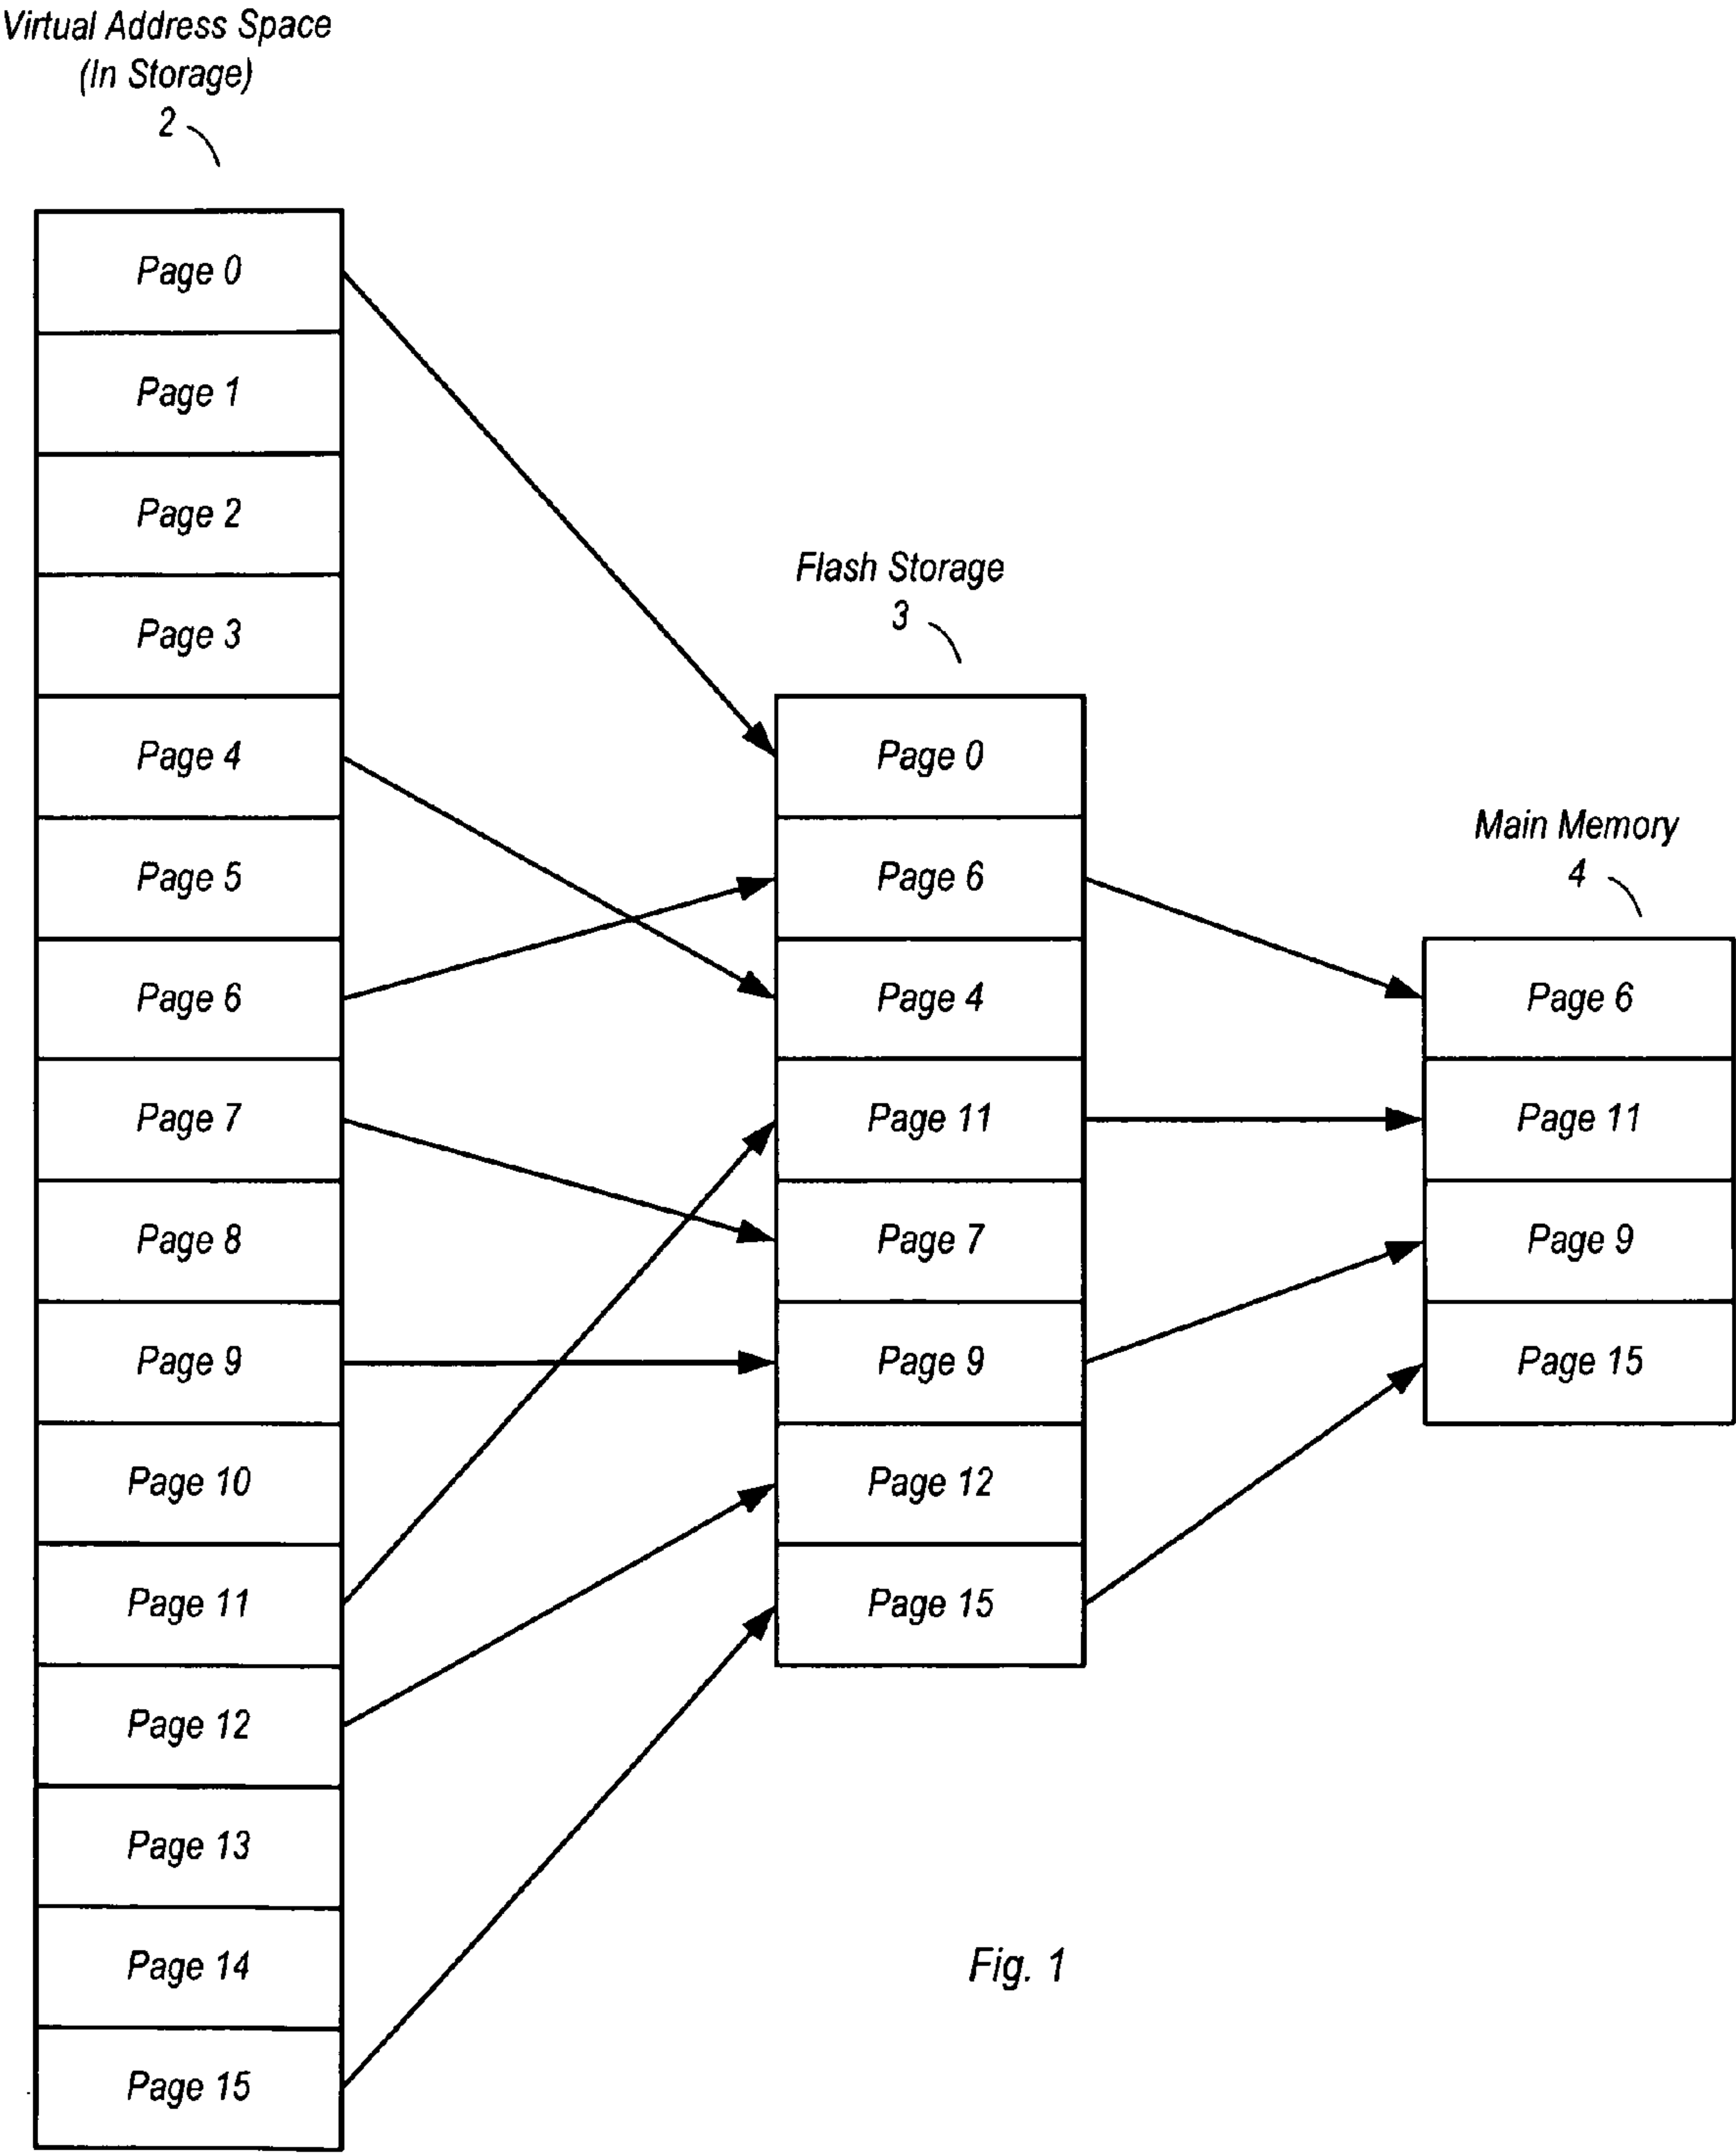 Virtual Address Space
(In Storage)
2
Page 0
Page 1
Page 2
Page 3
Page 4
Page 5
Page 6
Page 7
Page 8
Page 9
Page 10
Page 11
Page 12
Page 13
Page 14
Page 15
Flash Storage
3
Page 0
Page 6
Page 4
Page 11
Page 7
Page 9
Page 12
Page 15
Main Memory
4
Page 6
Page 11
Page 9
Page 15
Fig. 1